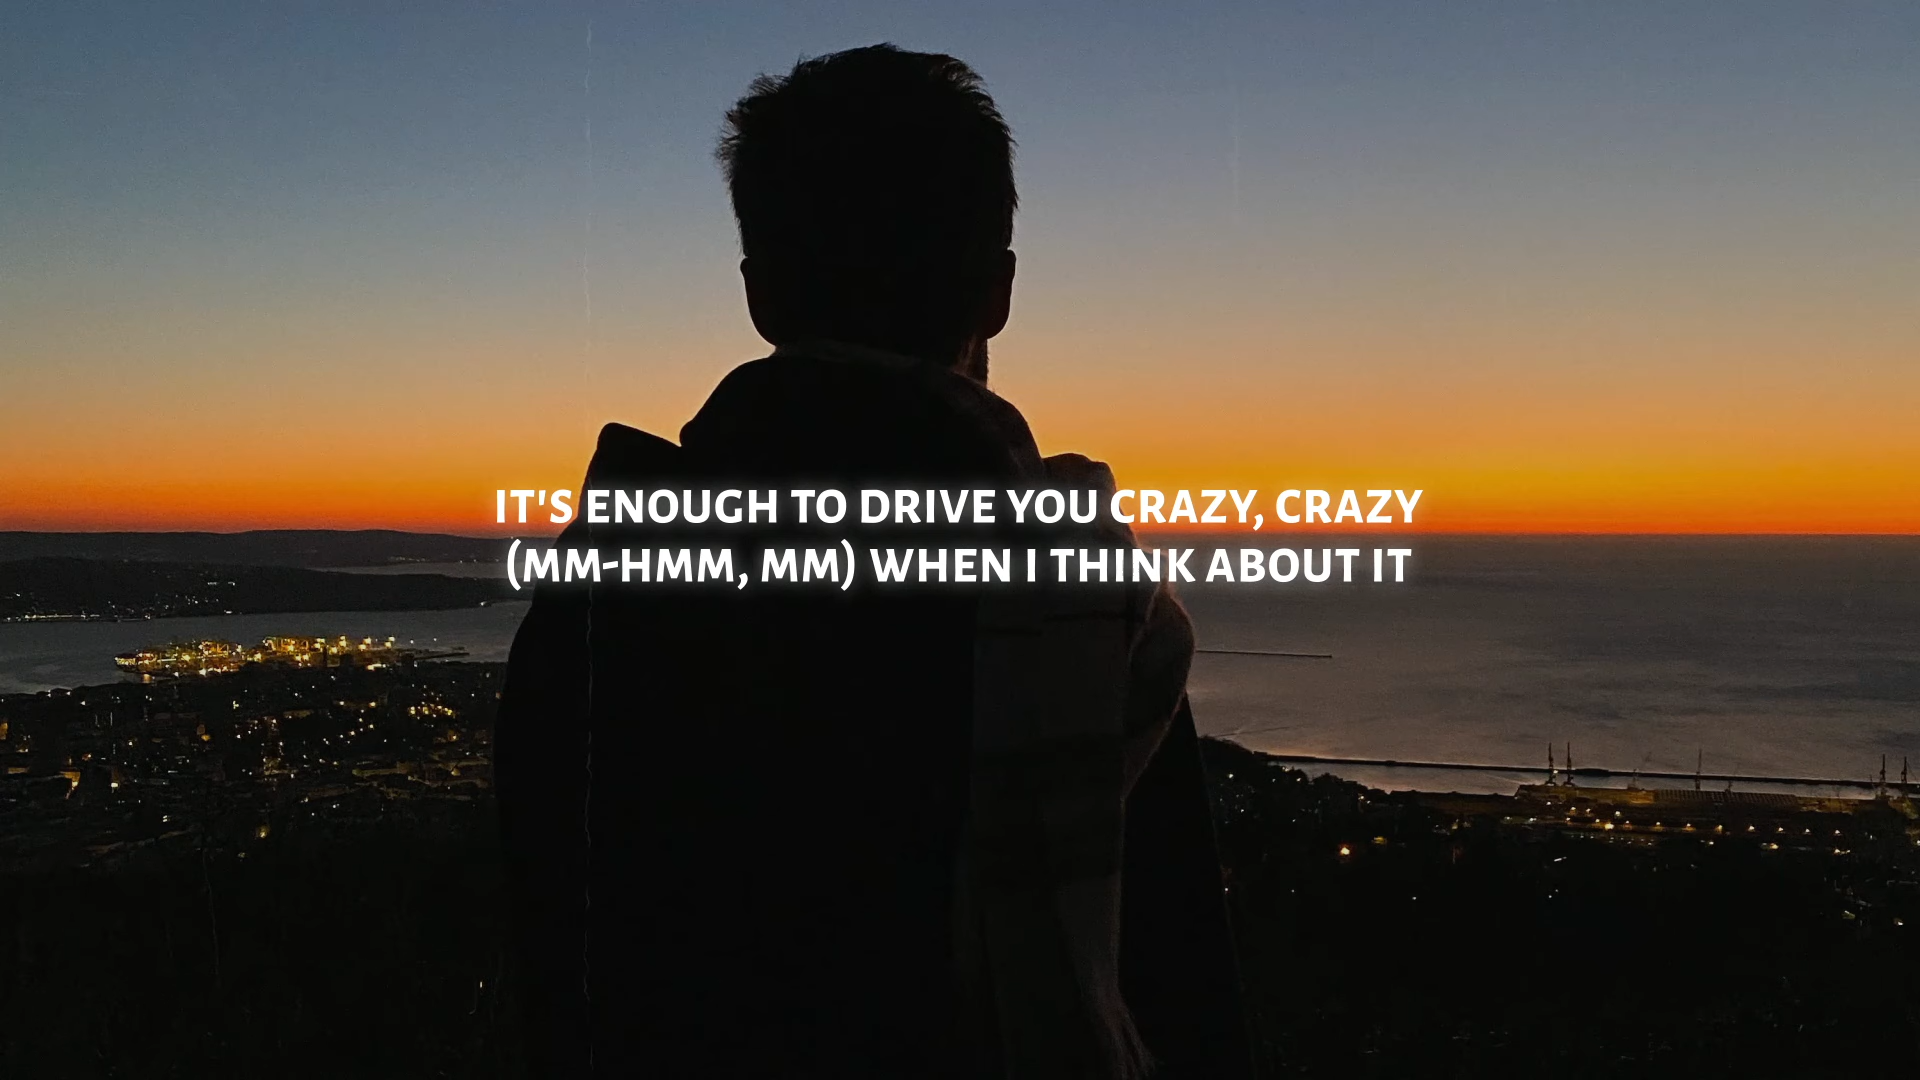 IT'S ENOUGH TO DRIVE YOU CRAZY, CRAZY
(MM-HMM, MM) WHEN I THINK ABOUT IT